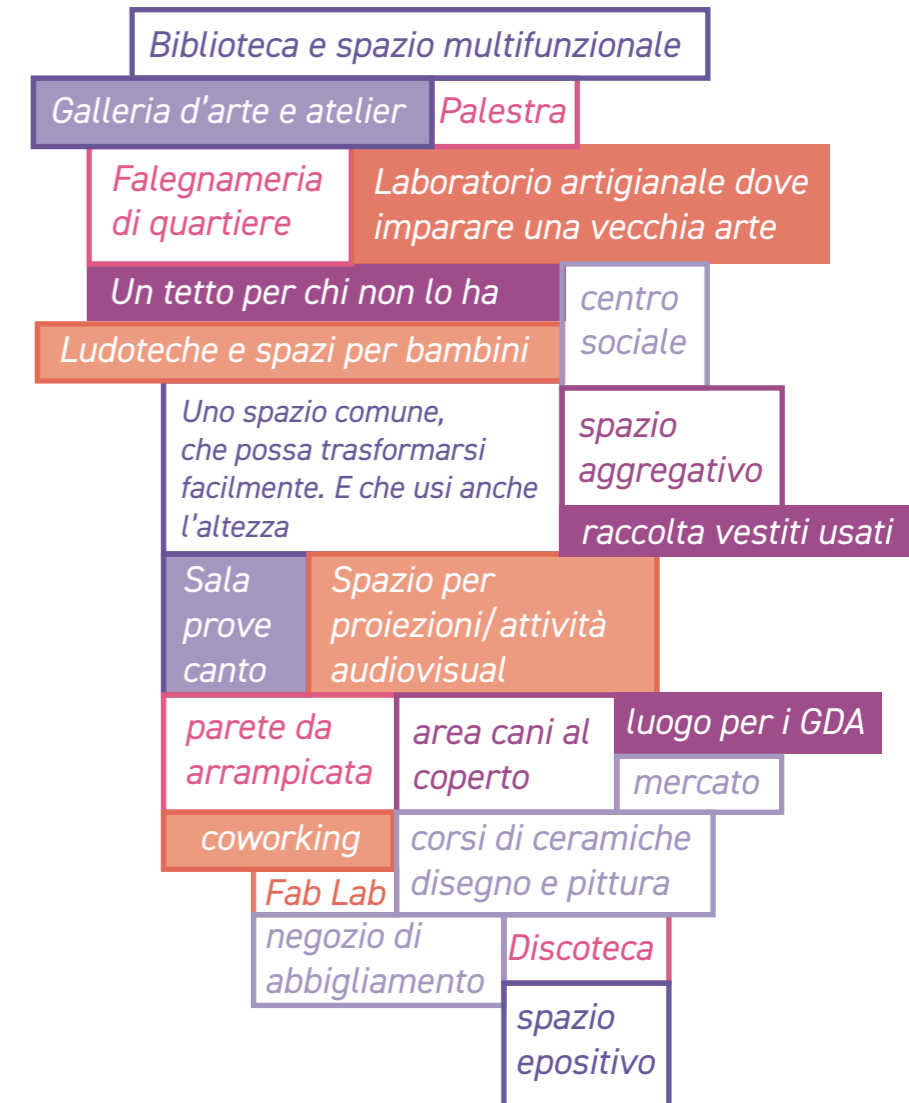 Biblioteca e spazio multifunzionale
Galleria d'arte e atelier
Palestra
Falegnameria
di quartiere
Laboratorio artigianale dove
imparare una vecchia arte
Un tetto per chi non lo ha
centro
sociale
Ludoteche e spazi per bambini
Uno spazio comune,
che possa trasformarsi
facilmente. E che usi anche
l'altezza
spazio
aggregativo
raccolta vestiti usati
Sala
prove
canto
Spazio per
proiezioni/attività
audiovisual
parete da
arrampicata
area cani al
coperto
luogo per i GDA
mercato
coworking
corsi di ceramiche
disegno e pittura
Fab Lab
negozio di
abbigliamento
Discoteca
spazio
epositivo